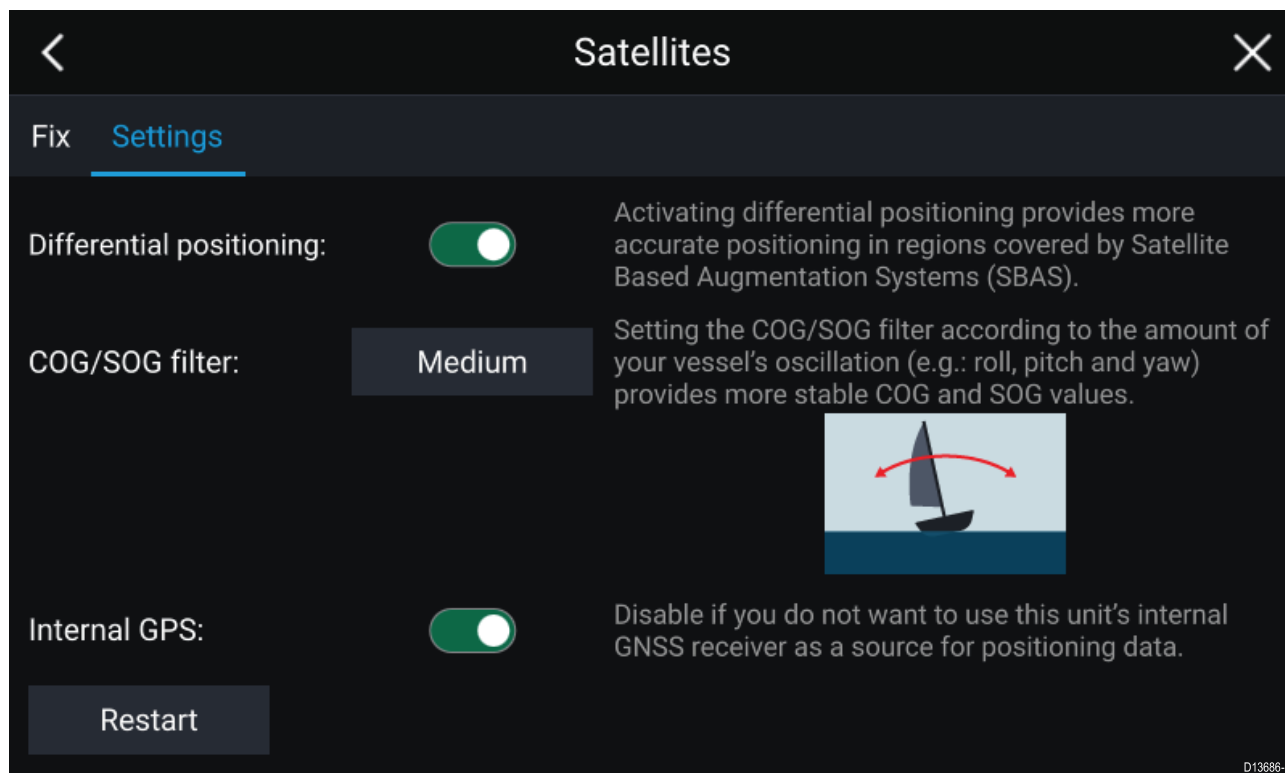 Satellites
Fix
Settings
Differential positioning:
Activating differential positioning provides more
accurate positioning in regions covered by Satellite
Based Augmentation Systems (SBAS).
COG/SOG filter:
Medium
Setting the COG/SOG filter according to the amount of
your vessel's oscillation (e.g.: roll, pitch and yaw)
provides more stable COG and SOG values.
Internal GPS:
Disable if you do not want to use this unit's internal
GNSS receiver as a source for positioning data.
Restart
D13686-